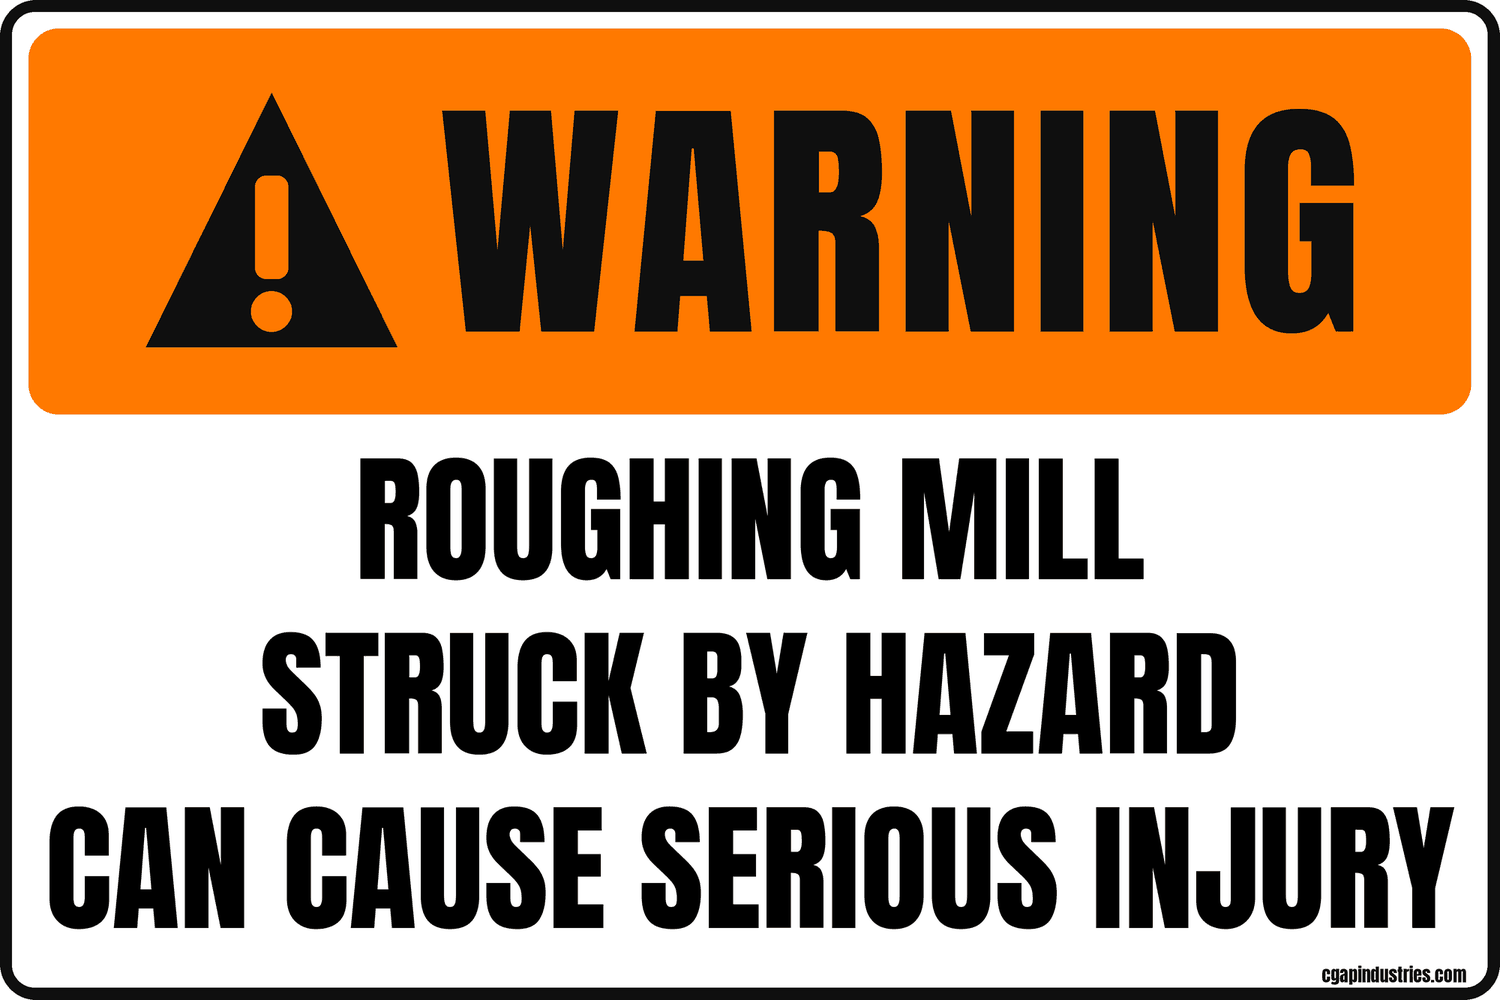 WARNING
ROUGHING MILL
STRUCK BY HAZARD
CAN CAUSE SERIOUS INJURY
cgapindustries.com